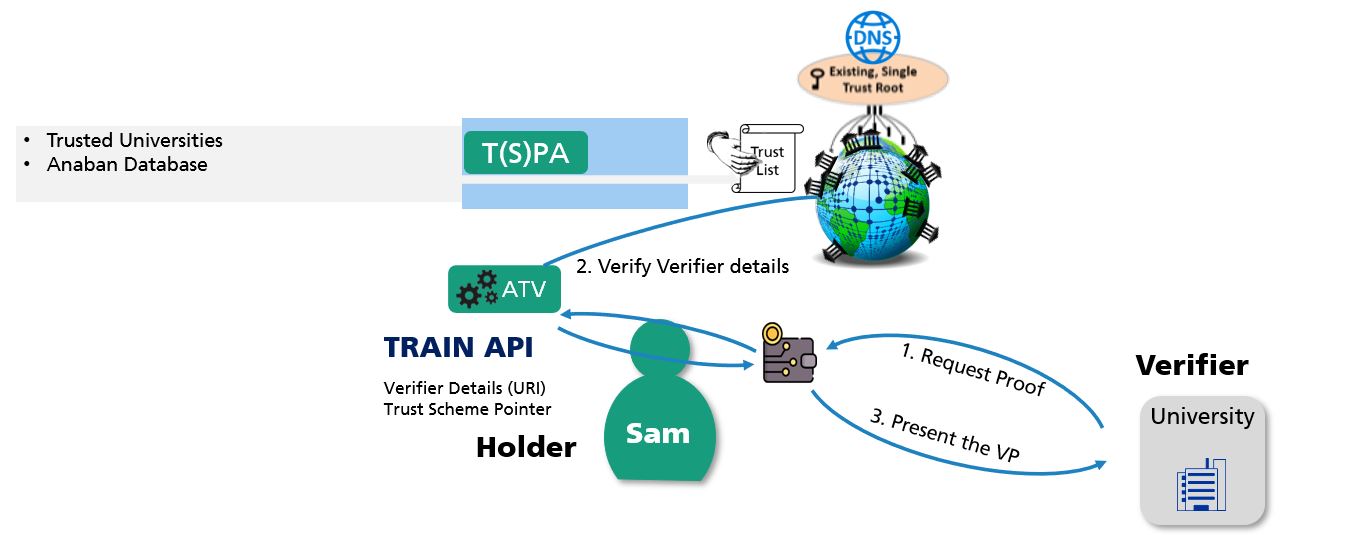 DNS
Existing, Single
Trust Root
• Trusted Universities
• Anaban Database
T(S)PA
Trust
List
2. Verify Verifier details
ATV
TRAIN API
Verifier Details (URI)
Trust Scheme Pointer
Holder
Sam
1. Request Proof
3. Present the VP
Verifier
University